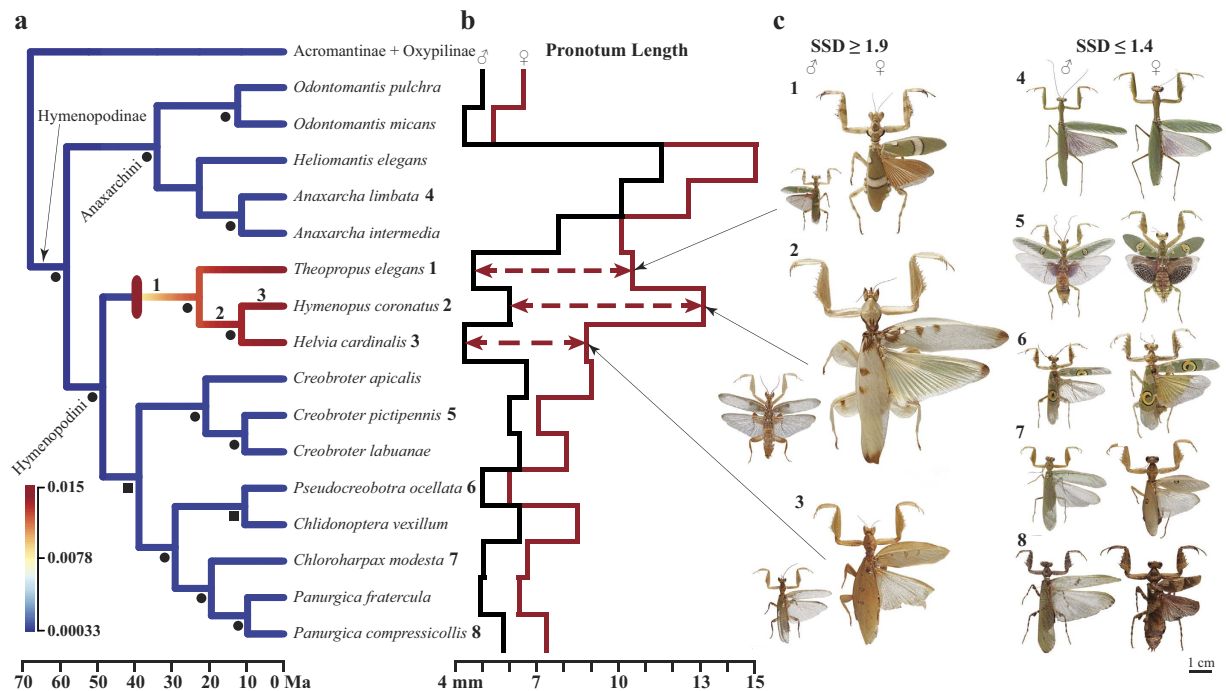 a
Hymenopodinae
Anaxarchini
Hymenopodini
1
2
3
Acromantinae + Oxypilinae
Odontomantis pulchra
Odontomantis micans
Heliomantis elegans
Anaxarcha limbata 4
Anaxarcha intermedia
Theopropus elegans 1
Hymenopus coronatus 2
Helvia cardinalis 3
Creobroter apicalis
Creobroter pictipennis 5
Creobroter labuanae
Pseudocreobotra ocellata 6
Chlidonoptera vexillum
Chloroharpax modesta 7
Panurgica fratercula
Panurgica compressicollis 8
0.015
0.0078
0.00033
70 60 50 40 30 20 10 0 Ma
b
Pronotum Length
♂ ♀
4 mm 7 10 13 15
c
SSD ≥ 1.9
♂ ♀
1
2
3
SSD ≤ 1.4
♂ ♀
4
5
6
7
8
1 cm